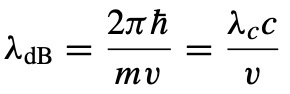 λ_dB = 2πℏ/mv = λ_c c/v